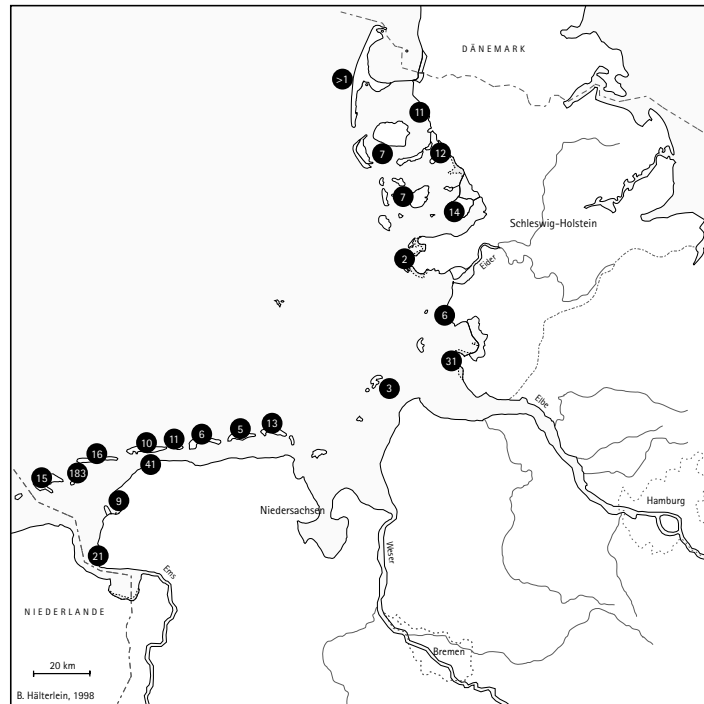 DÄNEMARK
>1
11
7
12
7
14
Schleswig-Holstein
2
Eider
6
31
3
Elbe
13
5
6
11
10
16
41
15
183
9
Hamburg
Niedersachsen
21
Weser
Ems
NIEDERLANDE
Bremen
20 km
B. Hälterlein, 1998